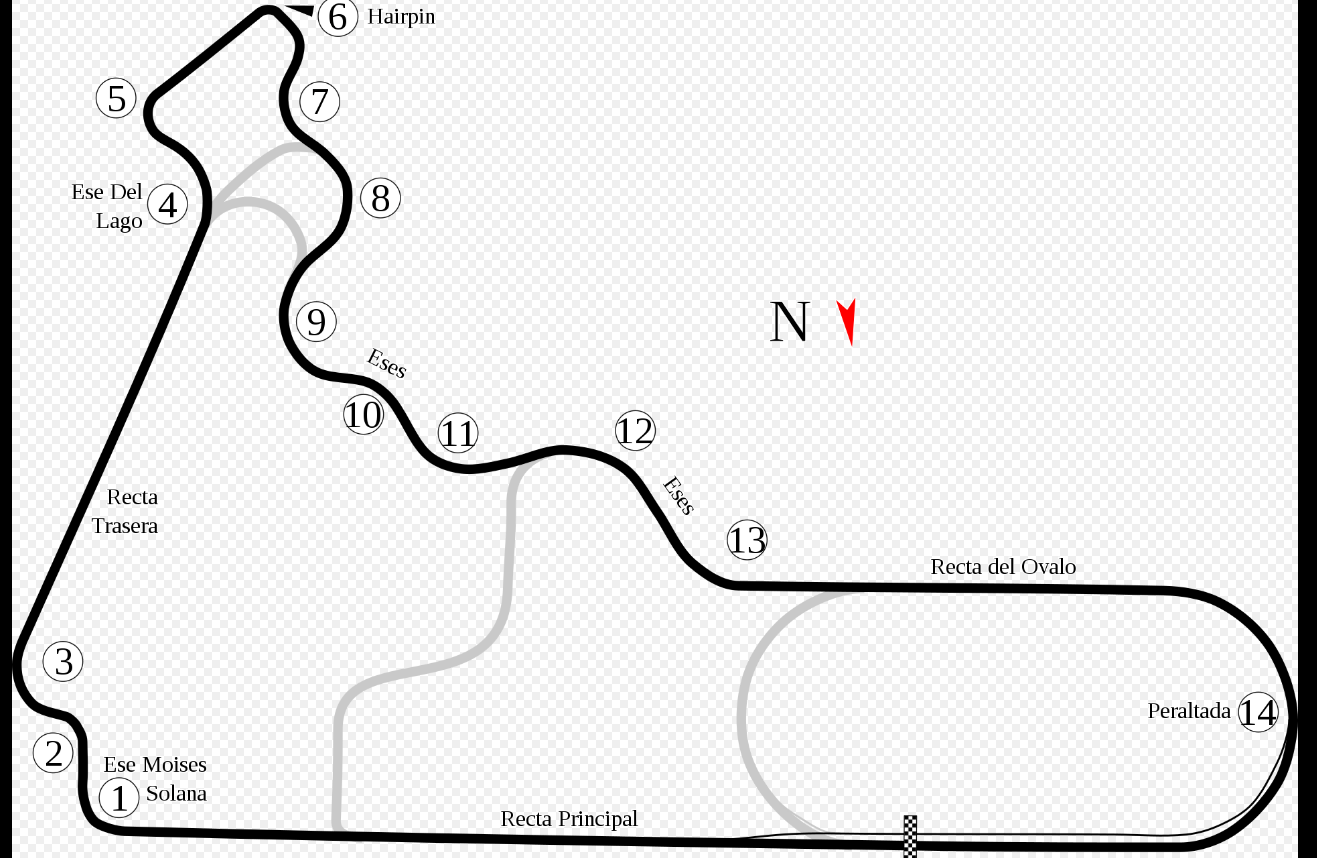 6 Hairpin
5
7
Ese Del
Lago
4
8
9
N
Eses
10
11
12
Eses
Recta
Trasera
13
Recta del Ovalo
3
2
Peraltada 14
Ese Moises
Solana
1
Recta Principal